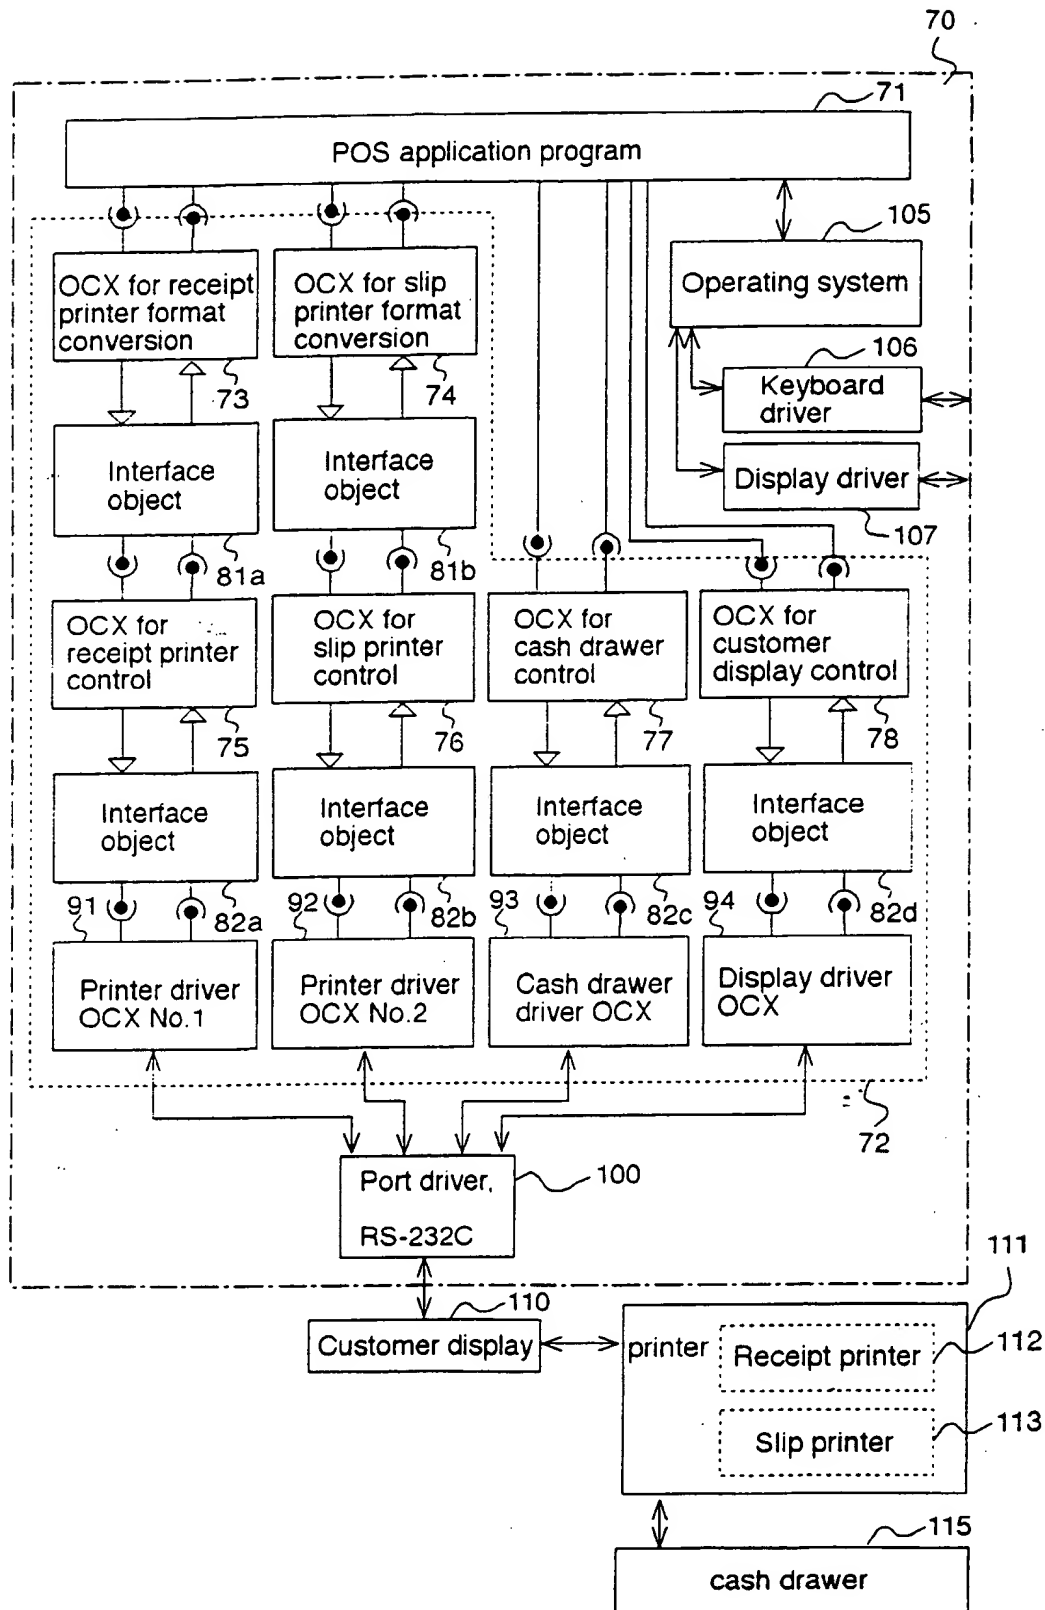 70
71
POS application program
105
Operating system
OCX for receipt
printer format
conversion
OCX for slip
printer format
conversion
73
74
106
Keyboard
driver
Interface
object
Interface
object
Display driver
107
81a
81b
OCX for
receipt printer
control
OCX for
slip printer
control
OCX for
cash drawer
control
OCX for
customer
display control
75
76
77
78
Interface
object
Interface
object
Interface
object
Interface
object
91
82a
92
82b
93
82c
94
82d
Printer driver
OCX No.1
Printer driver
OCX No.2
Cash drawer
driver OCX
Display driver
OCX
72
Port driver,
RS-232C
100
111
110
Customer display
printer
Receipt printer
112
Slip printer
113
115
cash drawer